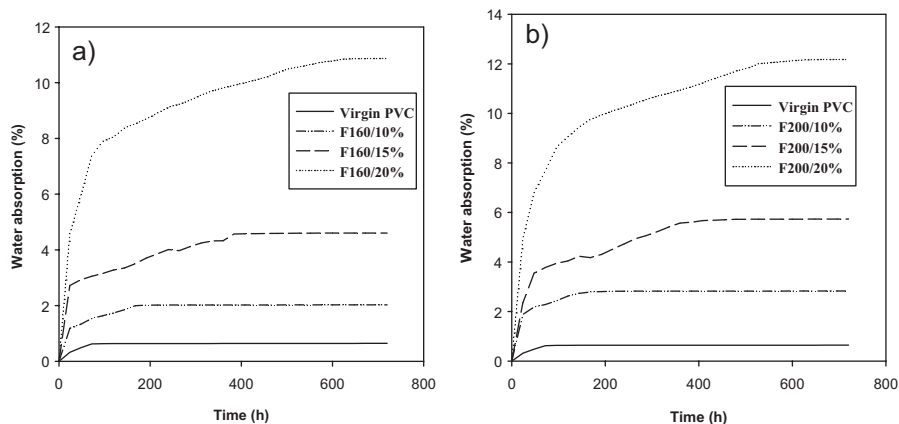 a)
12
10
8
6
4
2
0
Water absorption (%)
Virgin PVC
F160/10%
F160/15%
F160/20%
0 200 400 600 800
Time (h)
b)
14
12
10
8
6
4
2
0
Water absorption (%)
Virgin PVC
F200/10%
F200/15%
F200/20%
0 200 400 600 800
Time (h)